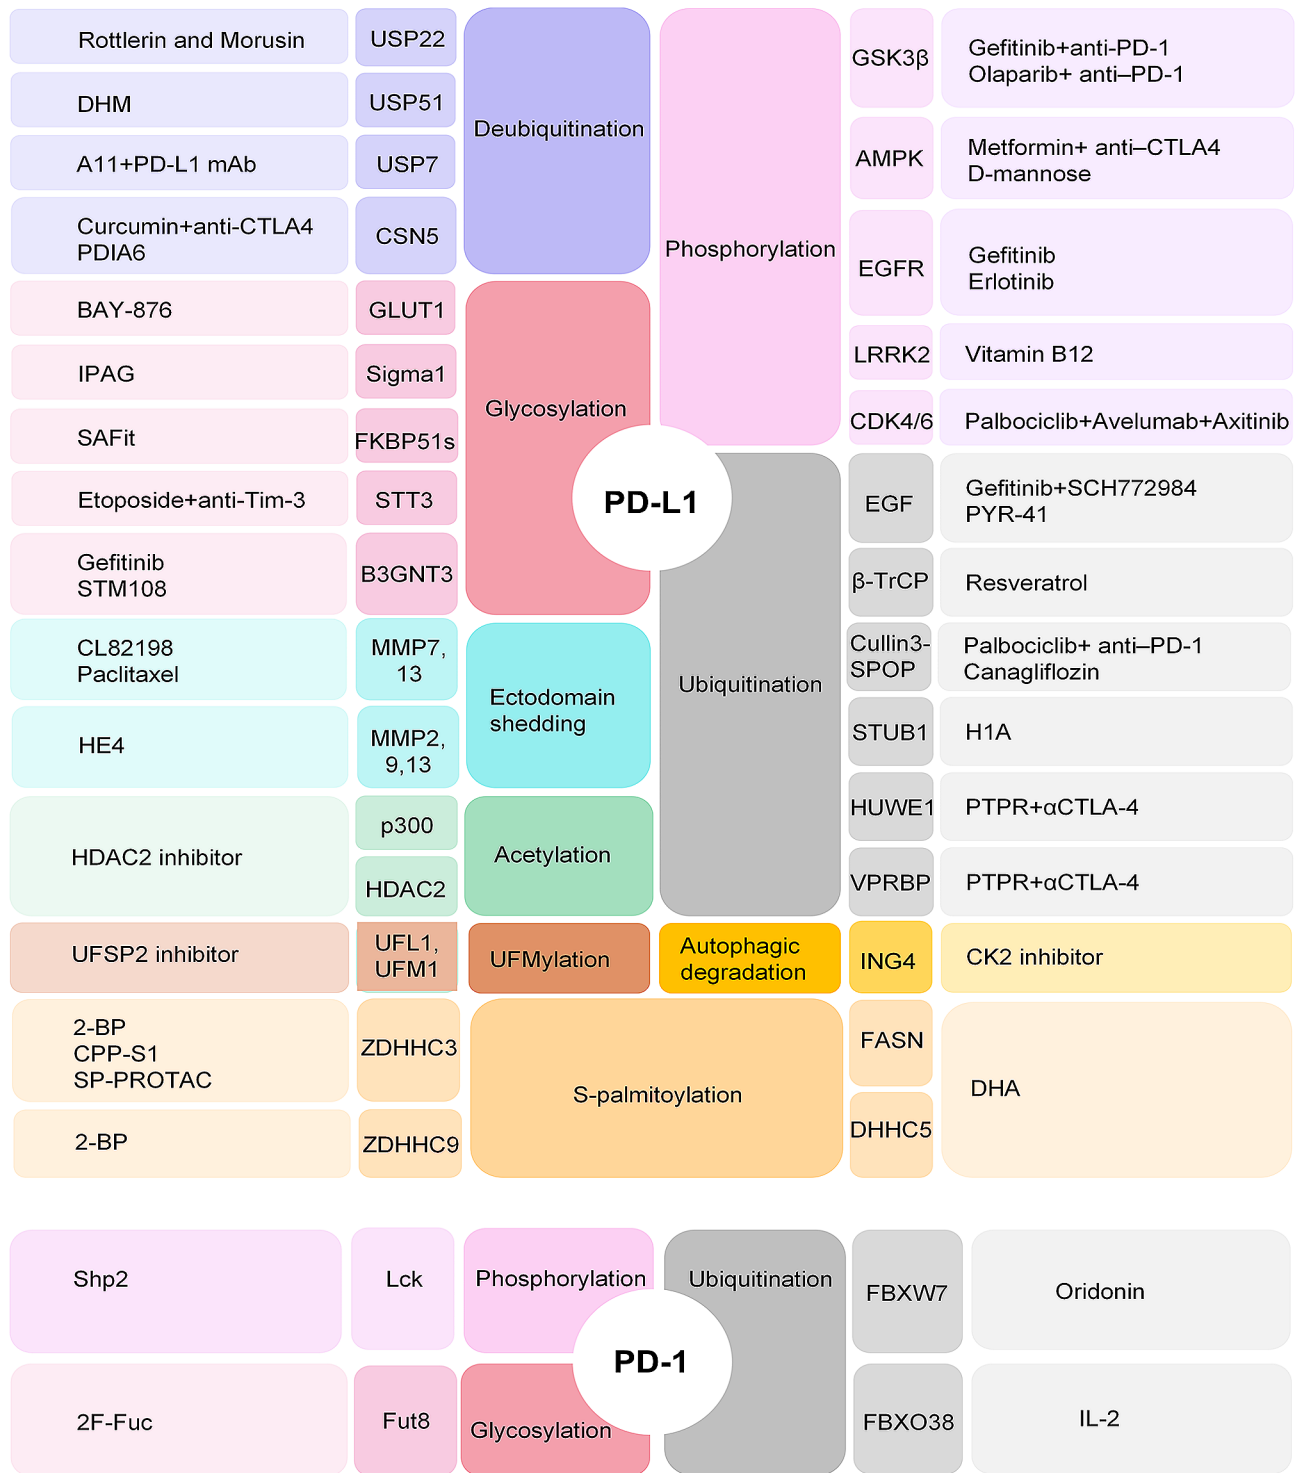 Rottlerin and Morusin
USP22
DHM
USP51
A11+PD-L1 mAb
USP7
Curcumin+anti-CTLA4
PDIA6
CSN5
Deubiquitination
BAY-876
GLUT1
IPAG
Sigma1
SAFit
FKBP51s
Etoposide+anti-Tim-3
STT3
Gefitinib
STM108
B3GNT3
Glycosylation
CL82198
Paclitaxel
MMP7,
13
HE4
MMP2,
9,13
Ectodomain
shedding
HDAC2 inhibitor
p300
HDAC2
Acetylation
UFSP2 inhibitor
UFL1,
UFM1
UFMylation
2-BP
CPP-S1
SP-PROTAC
ZDHHC3
2-BP
ZDHHC9
S-palmitoylation
PD-L1
Phosphorylation
GSK3β
Gefitinib+anti-PD-1
Olaparib+ anti–PD-1
AMPK
Metformin+ anti–CTLA4
D-mannose
EGFR
Gefitinib
Erlotinib
LRRK2
Vitamin B12
CDK4/6
Palbociclib+Avelumab+Axitinib
Ubiquitination
EGF
Gefitinib+SCH772984
PYR-41
β-TrCP
Resveratrol
Cullin3-
SPOP
Palbociclib+ anti–PD-1
Canagliflozin
STUB1
H1A
HUWE1
PTPR+αCTLA-4
VPRBP
PTPR+αCTLA-4
Autophagic
degradation
ING4
CK2 inhibitor
FASN
DHHC5
DHA
Shp2
Lck
Phosphorylation
2F-Fuc
Fut8
Glycosylation
PD-1
Ubiquitination
FBXW7
Oridonin
FBXO38
IL-2